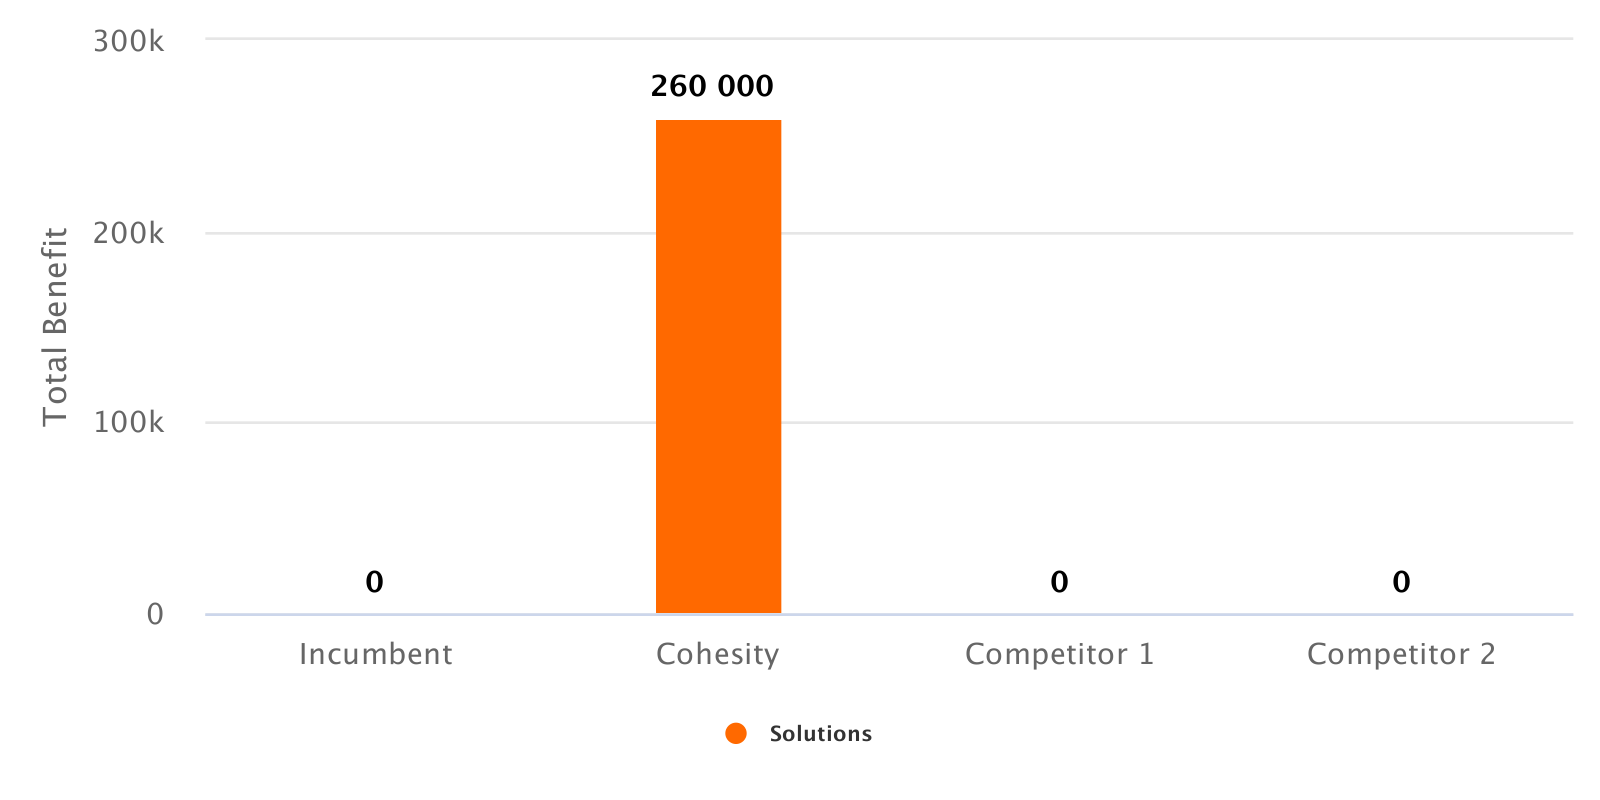 300k
260 000
200k
Total Benefit
100k
0
0
0
0
Incumbent
Cohesity
Competitor 1
Competitor 2
Solutions